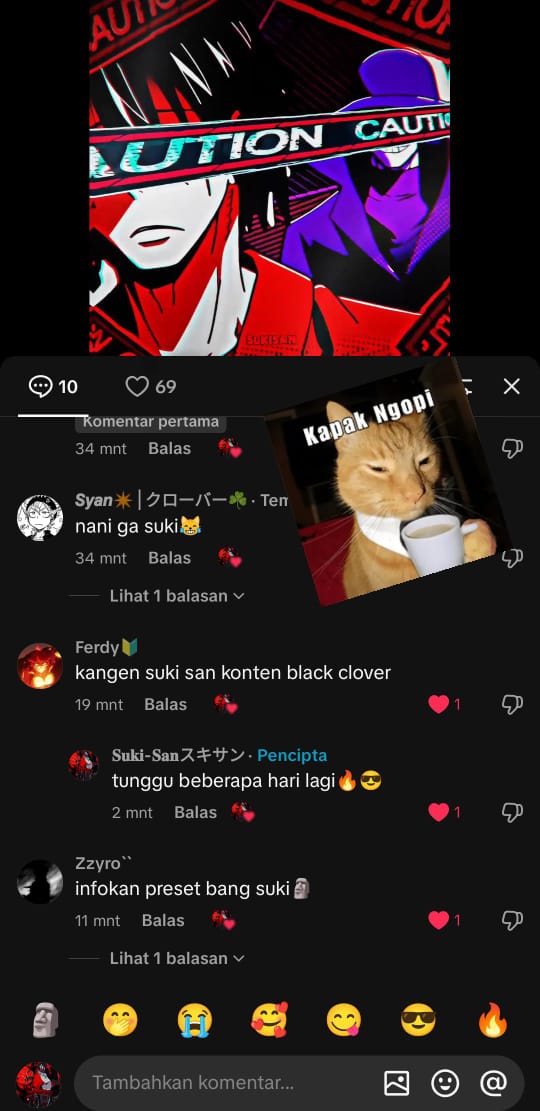 CAUTION
CAUTION
AUTION
CAUTI
SUKISAN
10
69
Kapak Ngopi
Komentar pertama
34 mnt Balas
Syan✴️ | クローバー☘️ · Tem
nani ga suki😹
34 mnt Balas
Lihat 1 balasan
Ferdy🔰
kangen suki san konten black clover
19 mnt Balas 1
Suki-Sanスキサン · Pencipta
tunggu beberapa hari lagi🔥😎
2 mnt Balas 1
Zzyro``
infokan preset bang suki🗿
11 mnt Balas 1
Lihat 1 balasan
Tambahkan komentar...